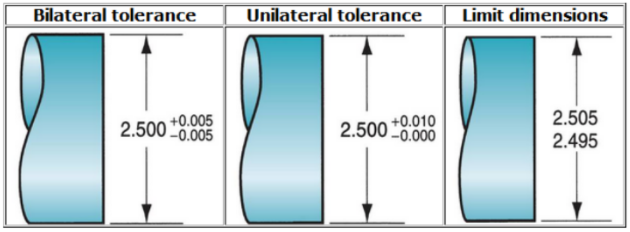 Bilateral tolerance
2.500 +0.005 -0.005
Unilateral tolerance
2.500 +0.010 -0.000
Limit dimensions
2.505
2.495